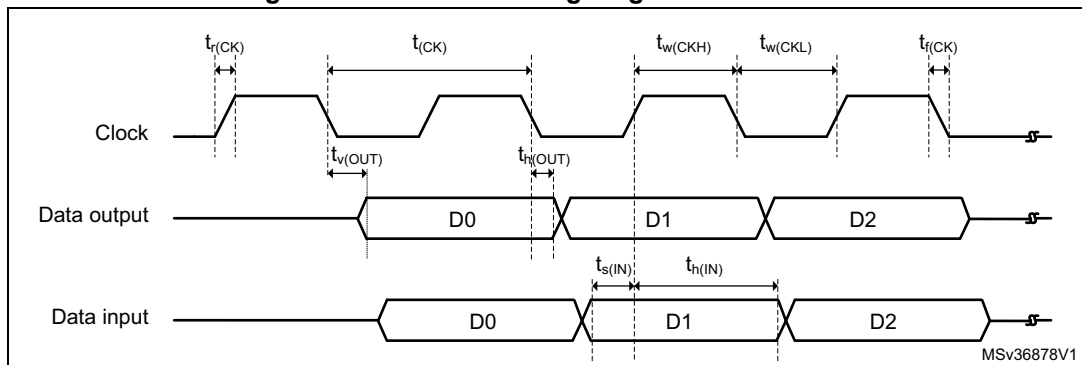 tr(CK) t(CK) tw(CKH) tw(CKL) tf(CK)
Clock
tv(OUT) th(OUT)
Data output D0 D1 D2
ts(IN) th(IN)
Data input D0 D1 D2
MSv36878V1